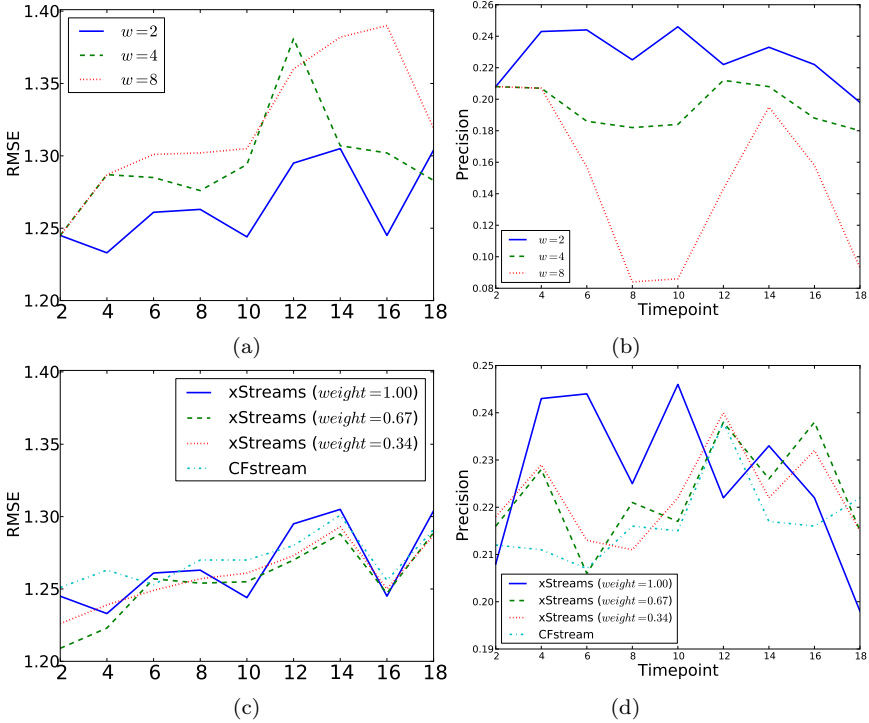 1.40
1.35
1.30
1.25
1.20
RMSE
w=2
w=4
w=8
2 4 6 8 10 12 14 16 18
(a)
0.26
0.24
0.22
0.20
0.18
0.16
0.14
0.12
0.10
0.08
Precision
w=2
w=4
w=8
2 4 6 8 10 12 14 16 18
Timepoint
(b)
1.40
1.35
1.30
1.25
1.20
RMSE
xStreams (weight=1.00)
xStreams (weight=0.67)
xStreams (weight=0.34)
CFstream
2 4 6 8 10 12 14 16 18
(c)
0.25
0.24
0.23
0.22
0.21
0.20
0.19
Precision
xStreams (weight=1.00)
xStreams (weight=0.67)
xStreams (weight=0.34)
CFstream
2 4 6 8 10 12 14 16 18
Timepoint
(d)